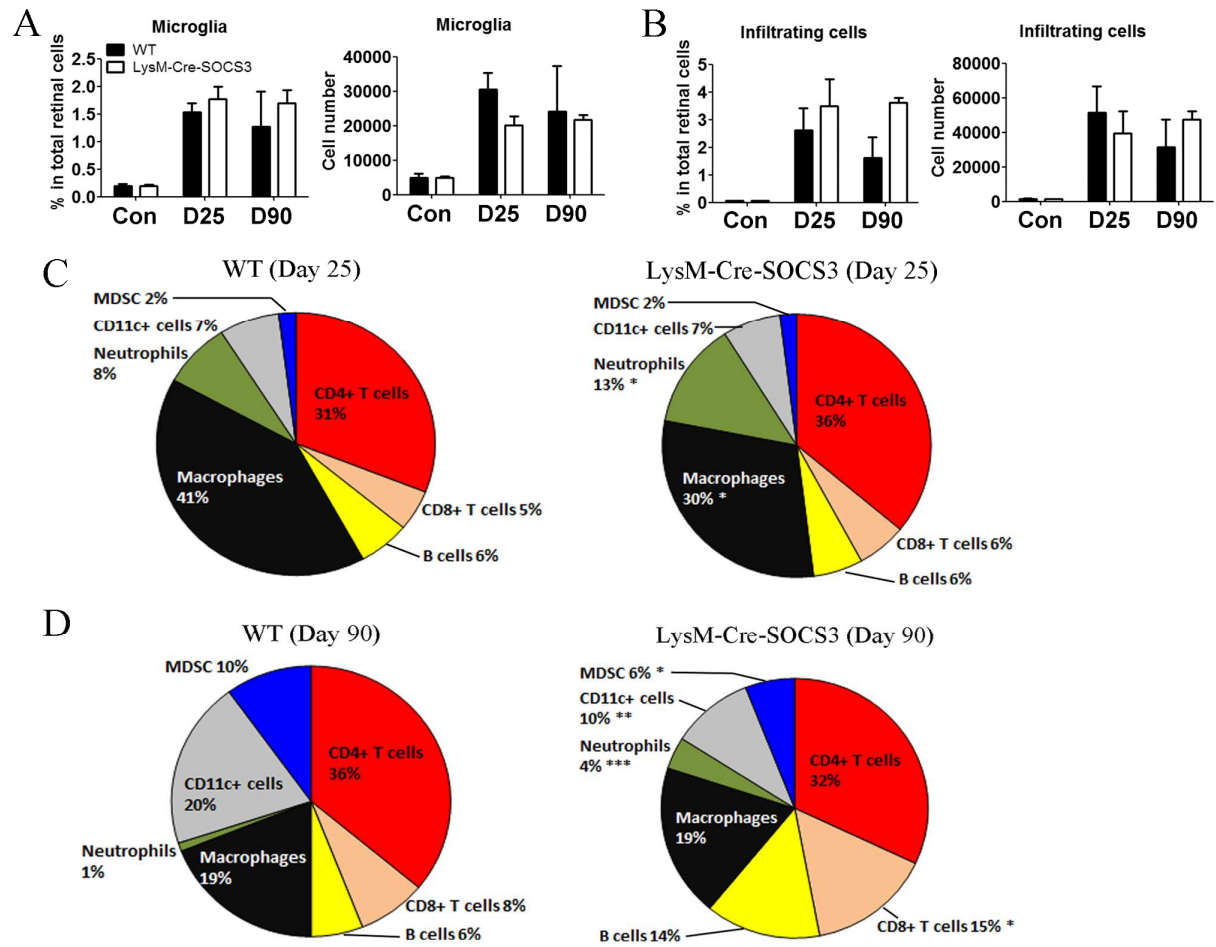 A
Microglia
WT
LysM-Cre-SOCS3
% in total retinal cells
2.5
2.0
1.5
1.0
0.5
0.0
Con D25 D90
Microglia
Cell number
40000
30000
20000
10000
0
Con D25 D90
B
Infiltrating cells
% in total retinal cells
5
4
3
2
1
0
Con D25 D90
Infiltrating cells
Cell number
80000
60000
40000
20000
0
Con D25 D90
C
WT (Day 25)
MDSC 2%
CD11c+ cells 7%
Neutrophils
8%
CD4+ T cells
31%
Macrophages
41%
CD8+ T cells 5%
B cells 6%
LysM-Cre-SOCS3 (Day 25)
MDSC 2%
CD11c+ cells 7%
Neutrophils
13% *
CD4+ T cells
36%
Macrophages
30% *
CD8+ T cells 6%
B cells 6%
D
WT (Day 90)
MDSC 10%
CD4+ T cells
36%
CD11c+ cells
20%
Neutrophils
1%
Macrophages
19%
CD8+ T cells 8%
B cells 6%
LysM-Cre-SOCS3 (Day 90)
MDSC 6% *
CD11c+ cells
10% **
Neutrophils
4% ***
CD4+ T cells
32%
Macrophages
19%
CD8+ T cells 15% *
B cells 14%